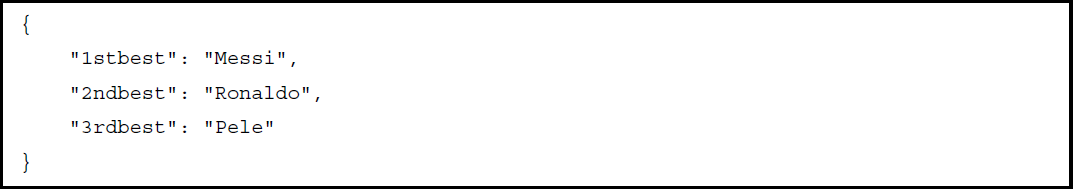 {
    "1stbest": "Messi",
    "2ndbest": "Ronaldo",
    "3rdbest": "Pele"
}